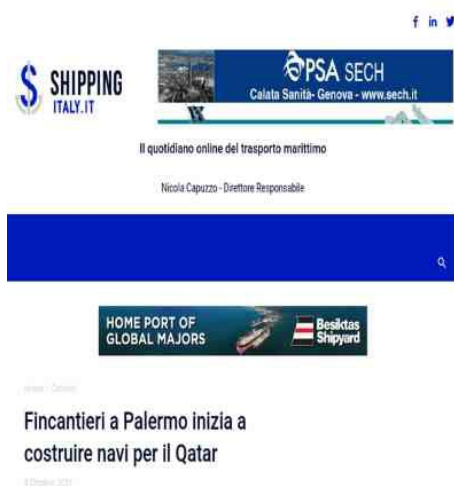 f in
SHIPPING
ITALY.IT
PSA SECH
Calata Sanità- Genova - www.sech.it
Il quotidiano online del trasporto marittimo
Nicola Capuzzo - Direttore Responsabile
HOME PORT OF
GLOBAL MAJORS
Besiktas
Shipyard
Fincantieri a Palermo inizia a
costruire navi per il Qatar